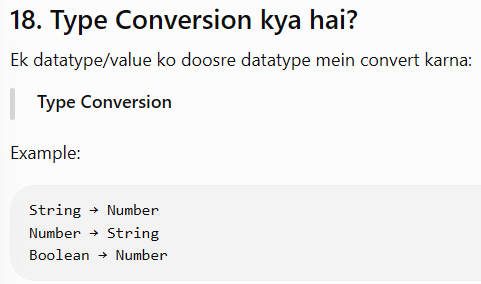 18. Type Conversion kya hai?
Ek datatype/value ko doosre datatype mein convert karna:
Type Conversion
Example:
String → Number
Number → String
Boolean → Number